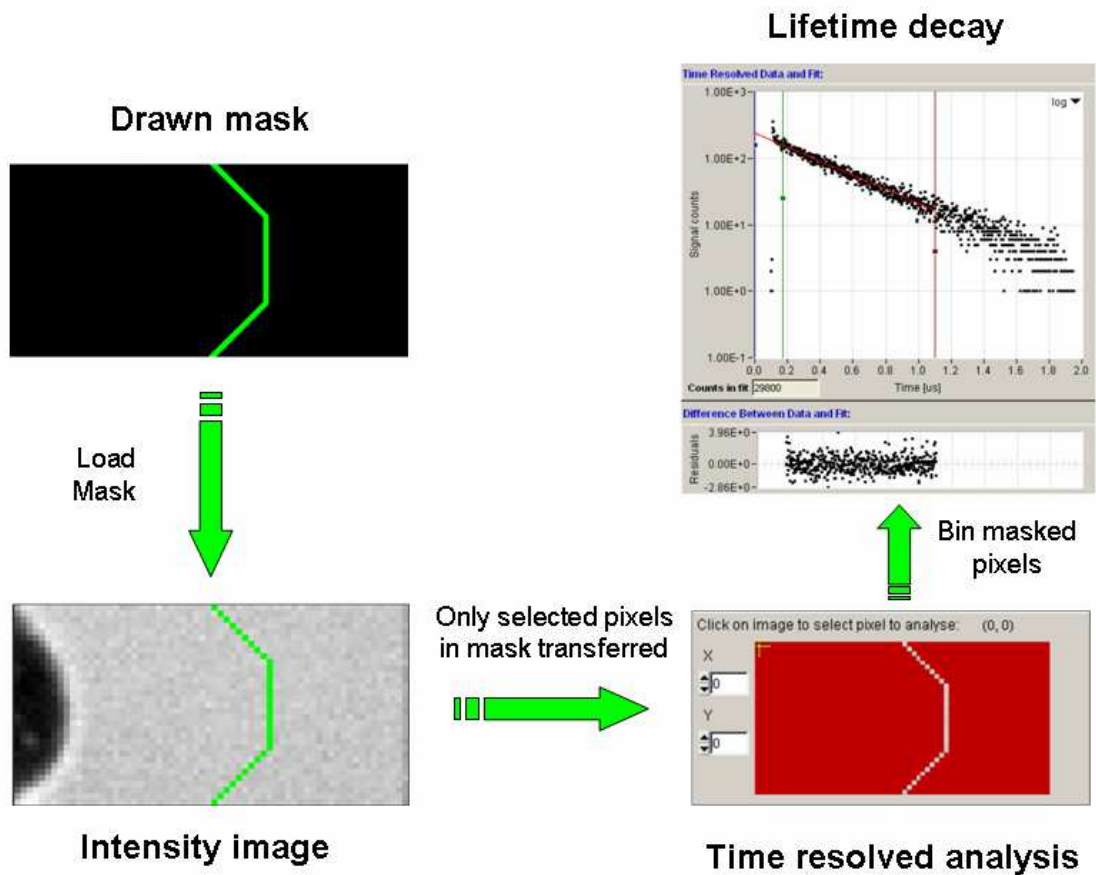 Lifetime decay
Drawn mask
Time Resolved Data and Fit:
log
1.00E+3
1.00E+2
1.00E+1
1.00E+0
1.00E-1
Signal counts
0.0 0.2 0.4 0.6 0.8 1.0 1.2 1.4 1.6 1.8 2.0
Counts in fit 29800
Time [us]
Difference Between Data and Fit:
3.96E+0
0.00E+0
-2.86E+0
Residuals
Load
Mask
Bin masked
pixels
Only selected pixels
in mask transferred
Click on image to select pixel to analyse: (0, 0)
X
0
Y
0
Intensity image
Time resolved analysis